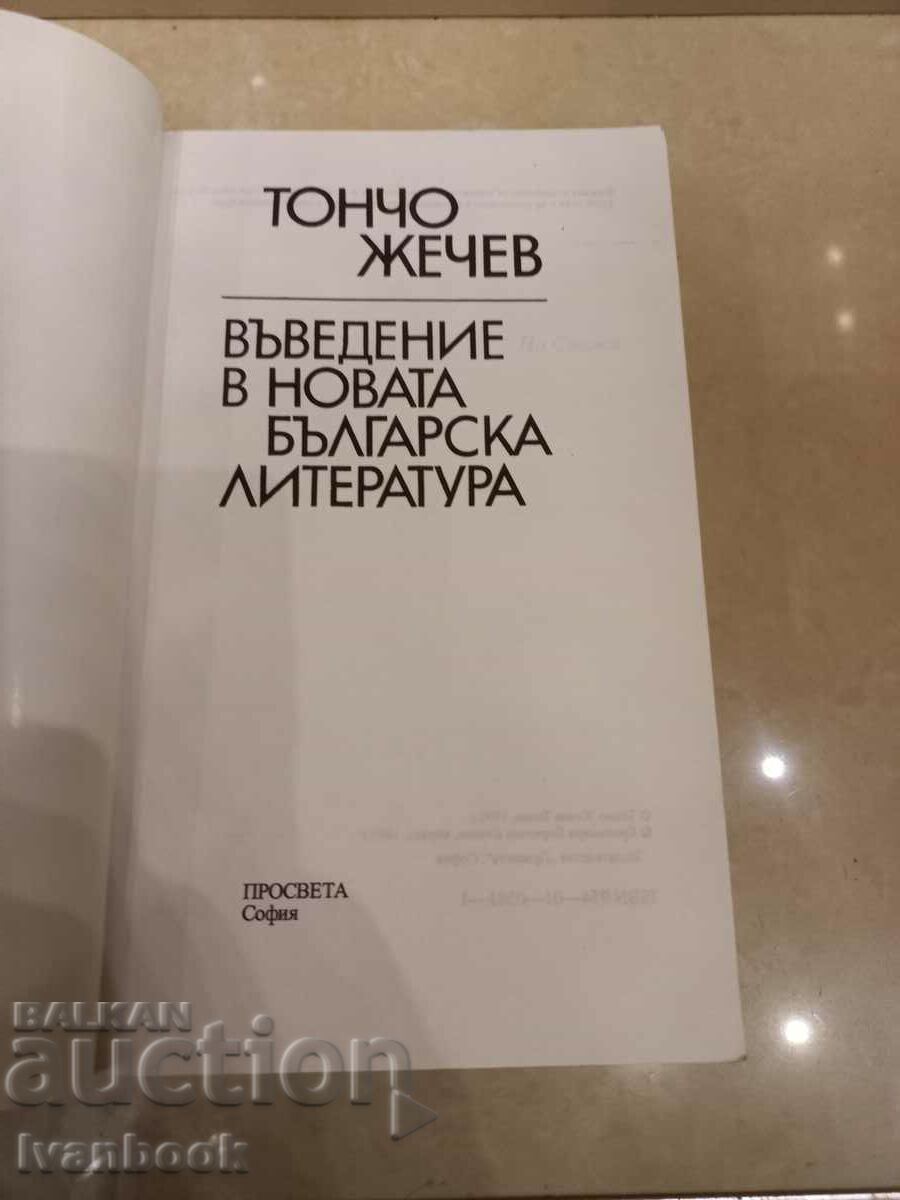 ТОНЧО
ЖЕЧЕВ
ВЪВЕДЕНИЕ
В НОВАТА
БЪЛГАРСКА
ЛИТЕРАТУРА
ПРОСВЕТА
София
BALKAN
auction
Ivanbook